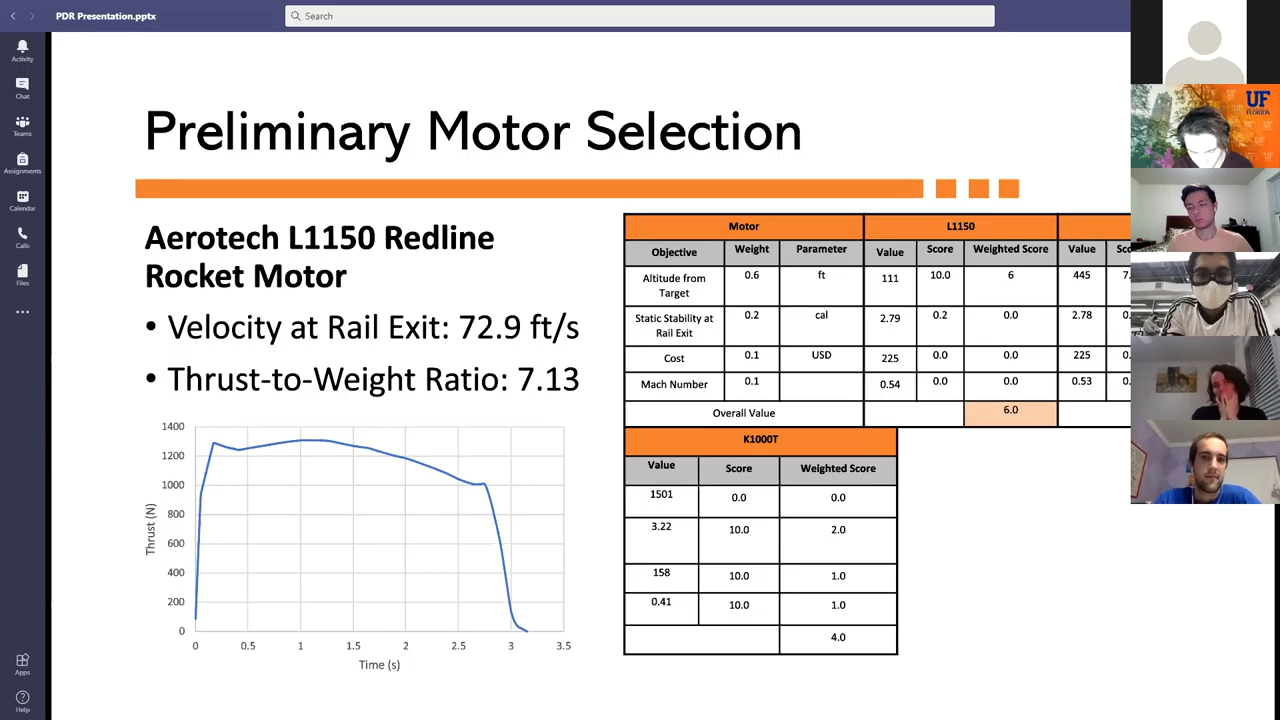 PDR Presentation.pptx
Search
Activity
Chat
Teams
Assignments
Calendar
Calls
Files
Apps
Help
Preliminary Motor Selection
Aerotech L1150 Redline
Rocket Motor
• Velocity at Rail Exit: 72.9 ft/s
• Thrust-to-Weight Ratio: 7.13
1400
1200
1000
800
600
400
200
0
Thrust (N)
0 0.5 1 1.5 2 2.5 3 3.5
Time (s)
Motor L1150
Objective Weight Parameter Value Score Weighted Score Value
Altitude from
Target
0.6 ft 111 10.0 6 445
Static Stability at
Rail Exit
0.2 cal 2.79 0.2 0.0 2.78
Cost 0.1 USD 225 0.0 0.0 225
Mach Number 0.1 0.54 0.0 0.0 0.53
Overall Value 6.0
K1000T
Value Score Weighted Score
1501 0.0 0.0
3.22 10.0 2.0
158 10.0 1.0
0.41 10.0 1.0
4.0
UF
FLORIDA
UF